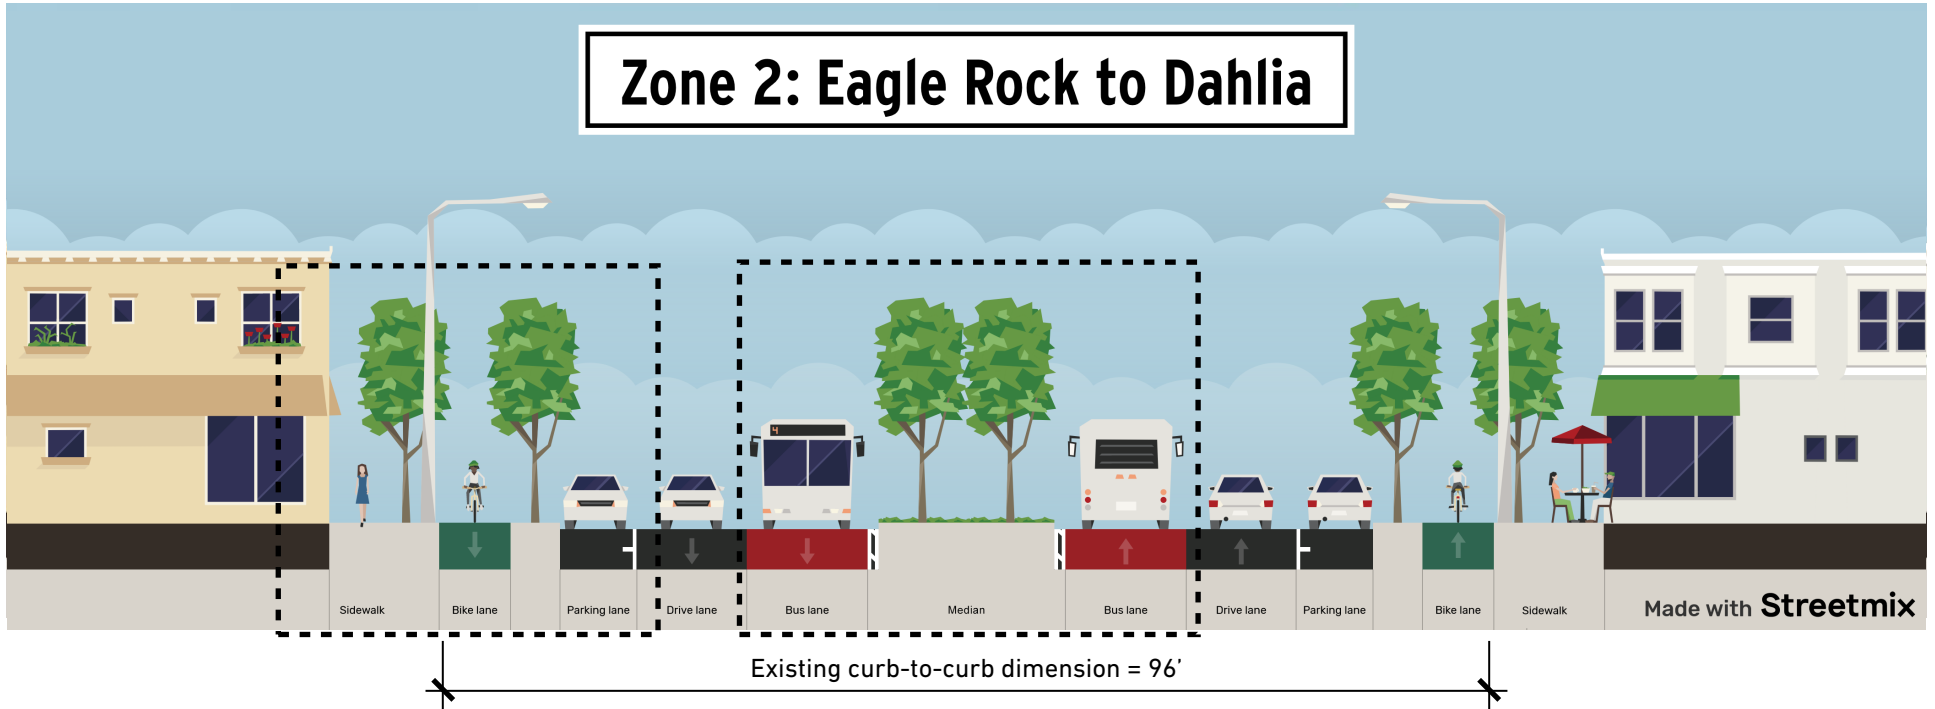 Zone 2: Eagle Rock to Dahlia
4
Sidewalk
Bike lane
Parking lane
Drive lane
Bus lane
Median
Bus lane
Drive lane
Parking lane
Bike lane
Sidewalk
Made with Streetmix
Existing curb-to-curb dimension = 96’